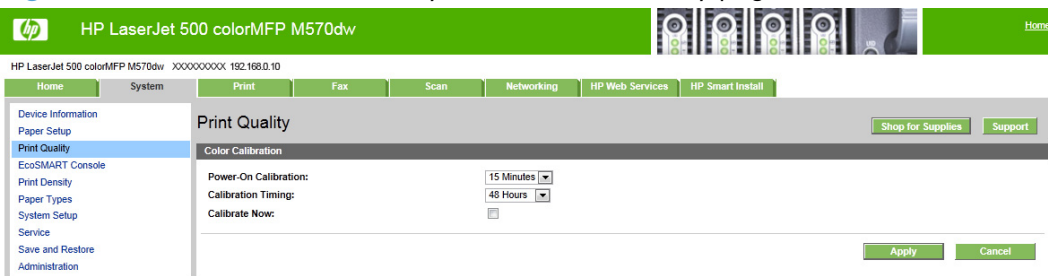 hp
HP LaserJet 500 colorMFP M570dw
Home
HP LaserJet 500 colorMFP M570dw XXXXXXXXX 192.168.0.10
Home System Print Fax Scan Networking HP Web Services HP Smart Install
Device Information
Paper Setup
Print Quality
EcoSMART Console
Print Density
Paper Types
System Setup
Service
Save and Restore
Administration
Print Quality
Shop for Supplies Support
Color Calibration
Power-On Calibration: 15 Minutes
Calibration Timing: 48 Hours
Calibrate Now:
Apply Cancel